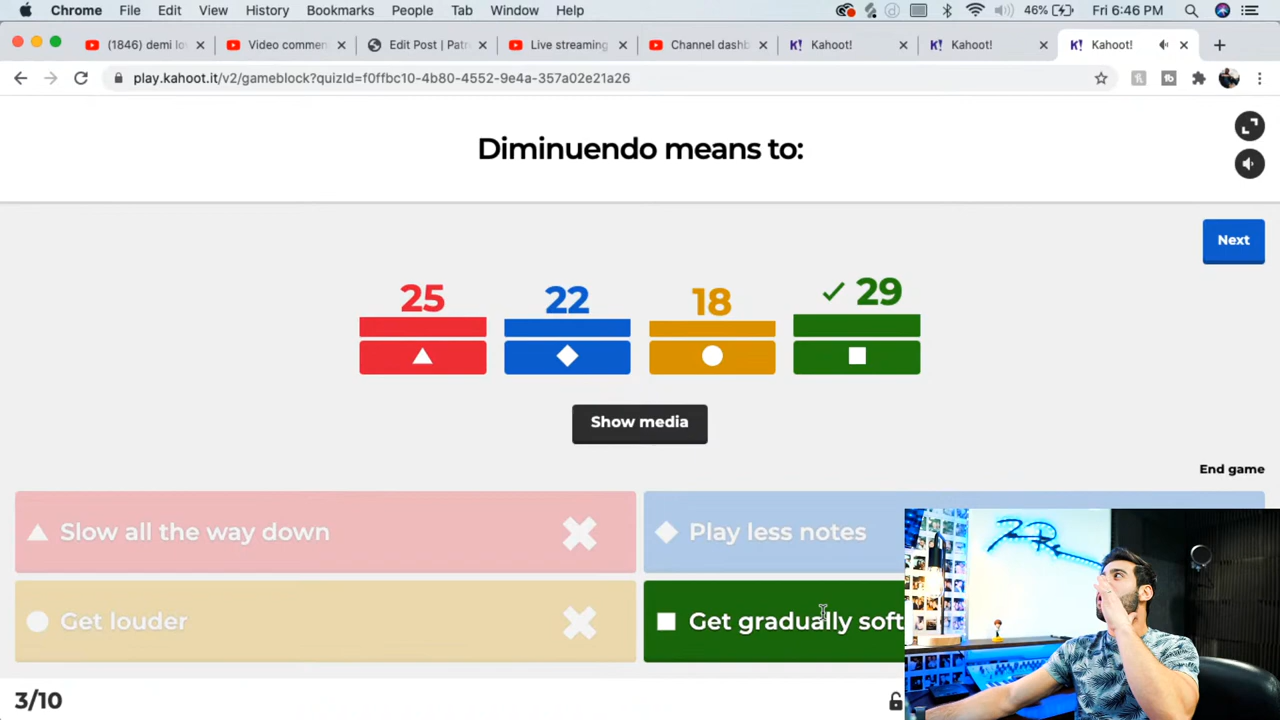 Chrome File Edit View History Bookmarks People Tab Window Help 46% Fri 6:46 PM
(1846) demi lo Video commen Edit Post | Patr Live streaming Channel dashb Kahoot! Kahoot! Kahoot!
play.kahoot.it/v2/gameblock?quizId=f0ffbc10-4b80-4552-9e4a-357a02e21a26
Diminuendo means to:
Next
25 22 18 29
Show media
End game
Slow all the way down
Play less notes
Get louder
Get gradually soft
3/10